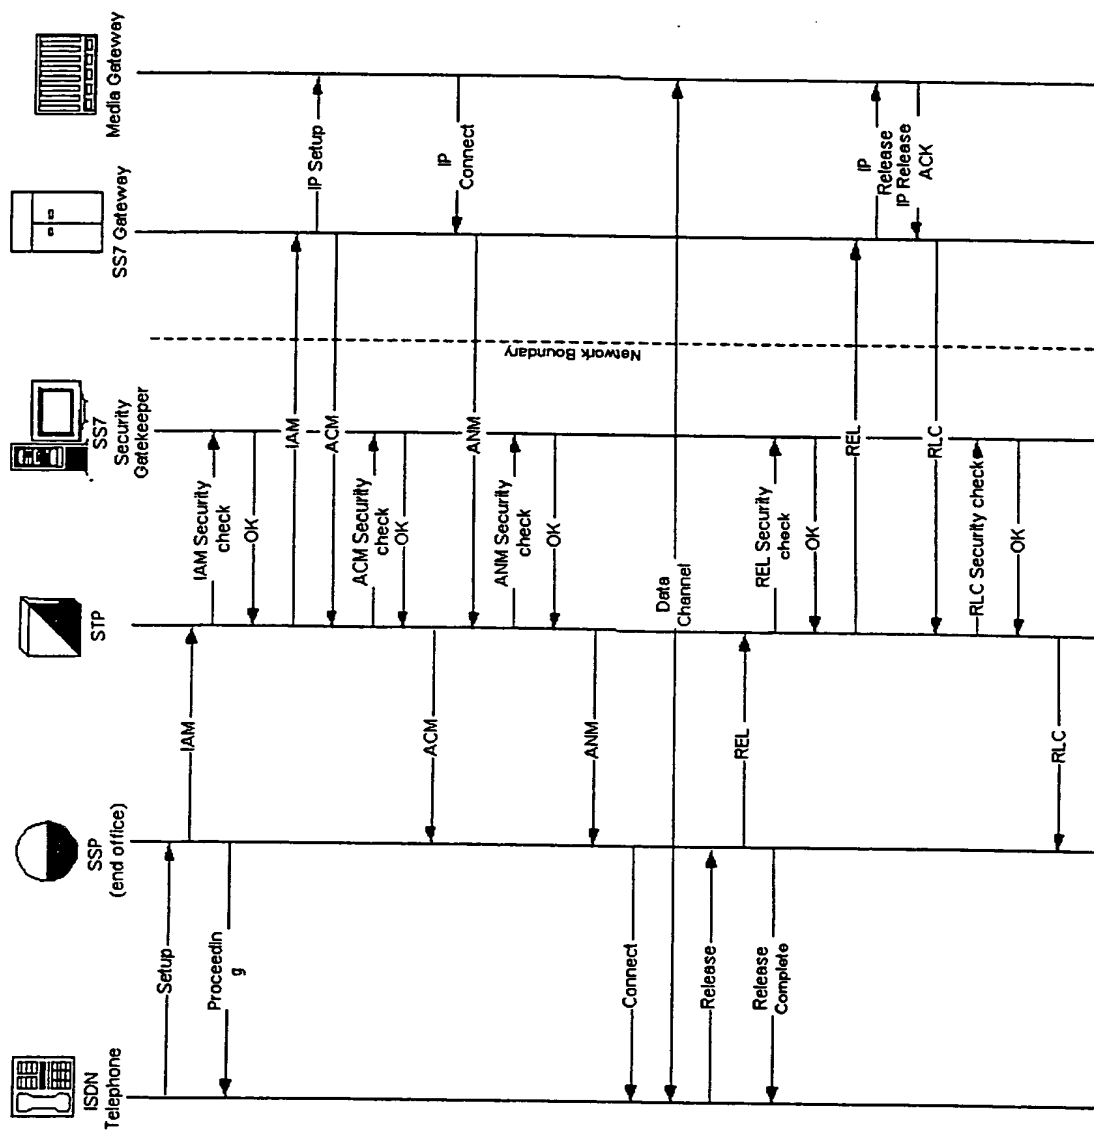 ISDN
Telephone
SSP
(end office)
STP
SS7
Security
Gatekeeper
SS7 Gateway
Media Gateway
Network Boundary
Setup
IAM
Proceedin
g
IAM Security
check
OK
IAM
IP Setup
ACM
ACM Security
check
OK
ACM
IP
Connect
ANM
ANM Security
check
OK
ANM
Connect
Data
Channel
Release
REL
Release
Complete
REL Security
check
OK
REL
IP
Release
IP Release
ACK
RLC
RLC Security check
OK
RLC